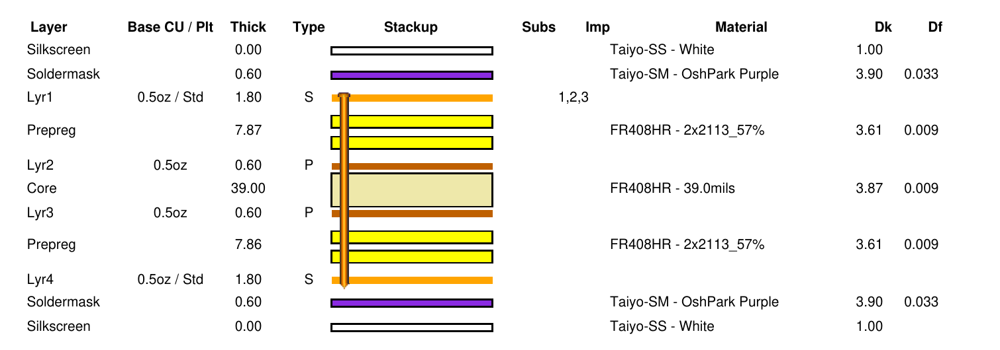 Layer Base CU / Plt Thick Type Stackup Subs Imp Material Dk Df
Silkscreen 0.00 Taiyo-SS - White 1.00
Soldermask 0.60 Taiyo-SM - OshPark Purple 3.90 0.033
Lyr1 0.5oz / Std 1.80 S 1,2,3
Prepreg 7.87 FR408HR - 2x2113_57% 3.61 0.009
Lyr2 0.5oz 0.60 P
Core 39.00 FR408HR - 39.0mils 3.87 0.009
Lyr3 0.5oz 0.60 P
Prepreg 7.86 FR408HR - 2x2113_57% 3.61 0.009
Lyr4 0.5oz / Std 1.80 S
Soldermask 0.60 Taiyo-SM - OshPark Purple 3.90 0.033
Silkscreen 0.00 Taiyo-SS - White 1.00